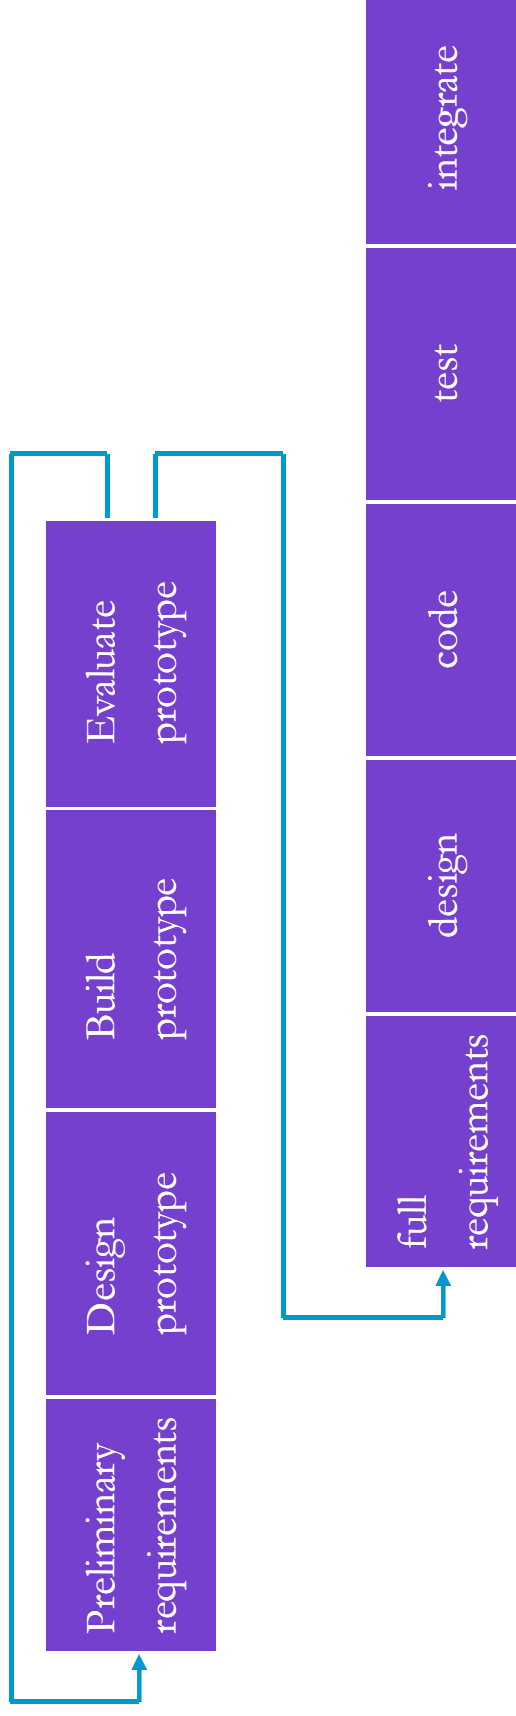 Preliminary
requirements
Design
prototype
Build
prototype
Evaluate
prototype
full
requirements
design
code
test
integrate